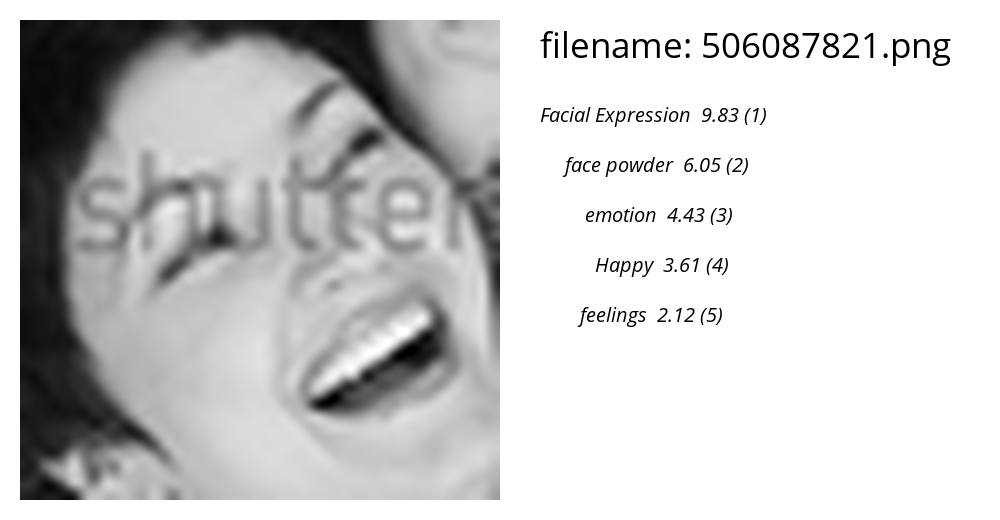 filename: 506087821.png
Facial Expression 9.83 (1)
face powder 6.05 (2)
emotion 4.43 (3)
Happy 3.61 (4)
feelings 2.12 (5)
shutters